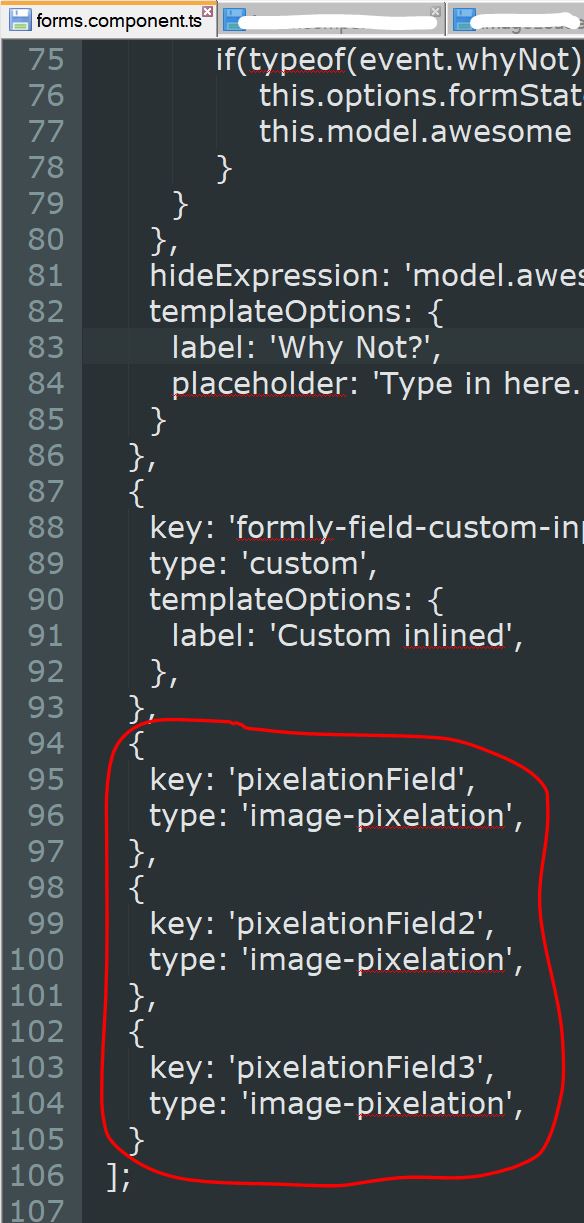 forms.component.ts
75 if(typeof(event.whyNot)
76 this.options.formState
77 this.model.awesome
78 }
79 }
80 },
81 hideExpression: 'model.awes
82 templateOptions: {
83 label: 'Why Not?',
84 placeholder: 'Type in here.
85 }
86 },
87 {
88 key: 'formly-field-custom-inp
89 type: 'custom',
90 templateOptions: {
91 label: 'Custom inlined',
92 },
93 },
94 {
95 key: 'pixelationField',
96 type: 'image-pixelation',
97 },
98 {
99 key: 'pixelationField2',
100 type: 'image-pixelation',
101 },
102 {
103 key: 'pixelationField3',
104 type: 'image-pixelation',
105 }
106 ];
107